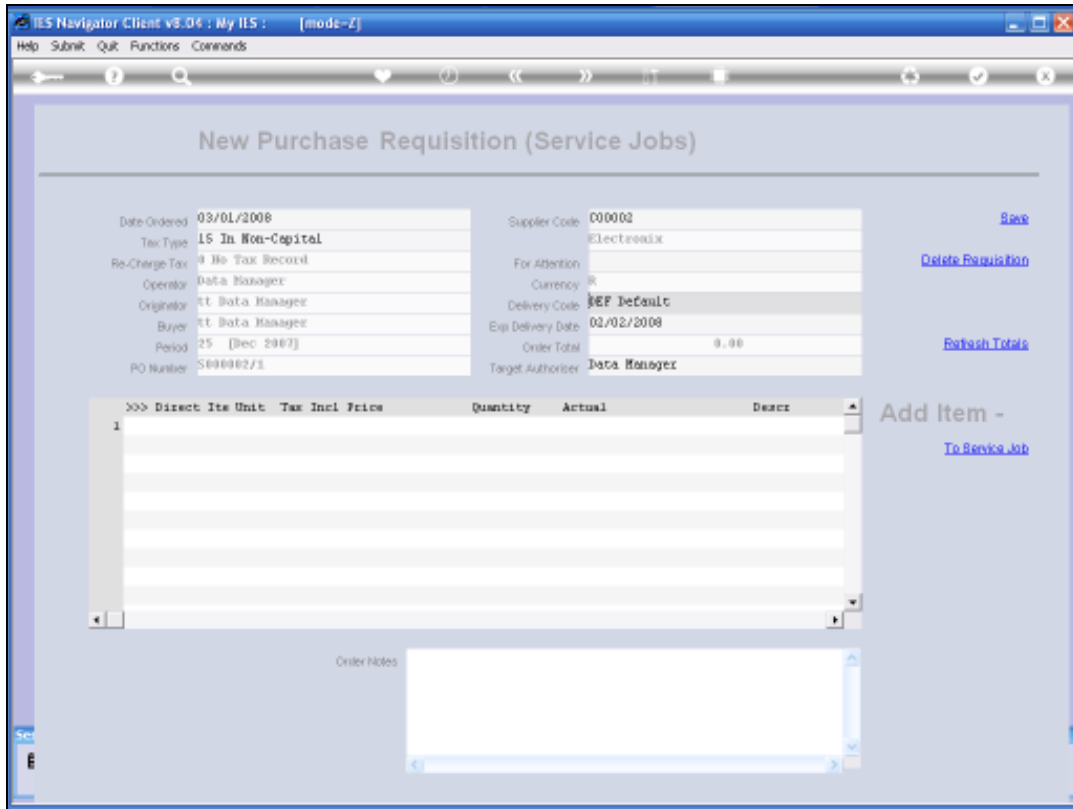 IES Navigator Client v8.04 : My IES : [mode-Z]
Help Submit Quit Functions Commands
New Purchase Requisition (Service Jobs)
Date Ordered 03/01/2008 Supplier Code C00002 Save
Tax Type 15 In Non-Capital Electronix
Re-Charge Tax 0 No Tax Record For Attention Delete Requisition
Operator Data Manager Currency R
Originator tt Data Manager Delivery Code DEF Default
Buyer tt Data Manager Exp Delivery Date 02/02/2008
Period 25 [Dec 2007] Order Total 0.00 Refresh Totals
PO Number S000002/1 Target Authoriser Data Manager
>>> Direct Ite Unit Tax Incl Price Quantity Actual Descr
Add Item -
1
To Service Job
Order Notes